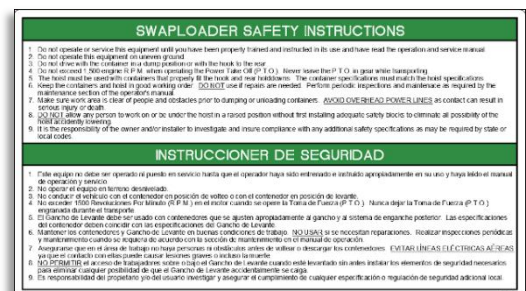 SWAPLOADER SAFETY INSTRUCTIONS
1. Do not operate or service this equipment until you have been properly trained and instructed in its use and have read the operation and service manual
2. Do not operate this equipment on uneven ground
3. Do not drive with the container in a dump position or with the hook to the rear
4. Do not exceed 1,500 engine R.P.M. when operating the Power Take Off (P.T.O.). Never leave the P.T.O. in gear while transporting
5. The hoist must be used with containers that properly fit the hook and rear holddowns. The container specifications must match the hoist specifications
6. Keep the containers and hoist in good working order. DO NOT use if repairs are needed. Perform periodic inspections and maintenance as required by the
maintenance section of the operation's manual.
7. Make sure work area is clear of people and obstacles prior to dumping or unloading containers. AVOID OVERHEAD POWER LINES as contact can result in
serious injury or death.
8. DO NOT allow any person to work on or be under the hoist in a raised position without first installing adequate safety blocks to eliminate all possibility of the
hoist accidently lowering.
9. It is the responsibility of the owner and/or installer to investigate and insure compliance with any additional safety specifications as may be required by state or
local codes.
INSTRUCCIONER DE SEGURIDAD
1. Este equipo no debe ser operado ni puesto en servicio hasta que el operador haya sido entrenado e instruido apropiadamente en su uso y haya leído el manual
de operación y servicio
2. No operar el equipo en terreno desnivelado.
3. No conducir el vehículo con el contenedor en posición de volteo o con el contenedor en posición de levante.
4. No exceder 1500 Revoluciones Por Minuto (R.P.M.) en el motor cuando se opere la Toma de Fuerza (P.T.O.). Nunca dejar la Toma de Fuerza (P.T.O.)
engranada durante el transporte
5. El Gancho de Levante debe ser usado con contenedores que se ajusten apropiadamente al gancho y al sistema de enganche posterior. Las especificaciones
del contenedor deben coincidir con las especificaciones del Gancho de Levante.
6. Mantener los contenedores y Gancho de Levante en buenas condiciones de trabajo. NO USAR si se necesitan reparaciones. Realizar inspecciones periódicas
y mantenimiento cuando se requiera de acuerdo con la sección de mantenimiento en el manual de operación
7. Asegurarse que en el área de trabajo no haya personas ni obstáculos antes de voltear o descargar los contenedores. EVITAR LÍNEAS ELÉCTRICAS AÉREAS
ya que el contacto con ellas puede causar lesiones graves o incluso la muerte
8. NO PERMITIR el acceso de trabajadores sobre o bajo el Gancho de Levante cuando esté levantado sin antes instalar los elementos de seguridad necesarios
para eliminar cualquier posibilidad de que el Gancho de Levante accidentalmente se caiga.
9. Es responsabilidad del propietario y/o del usuario investigar y asegurar el cumplimiento de cualquier especificación o regulación de seguridad adicional local.